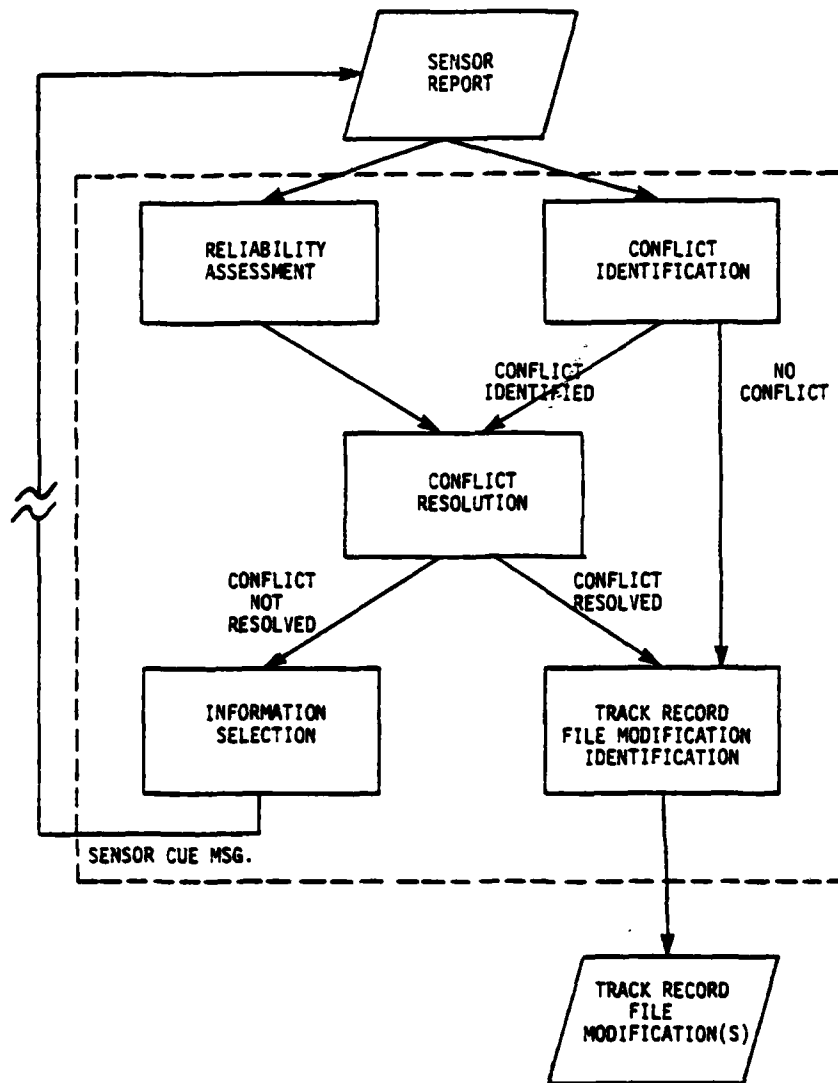 SENSOR
REPORT
RELIABILITY
ASSESSMENT
CONFLICT
IDENTIFICATION
CONFLICT
IDENTIFIED
NO
CONFLICT
CONFLICT
RESOLUTION
CONFLICT
NOT
RESOLVED
CONFLICT
RESOLVED
INFORMATION
SELECTION
TRACK RECORD
FILE MODIFICATION
IDENTIFICATION
SENSOR CUE MSG.
TRACK RECORD
FILE
MODIFICATION(S)